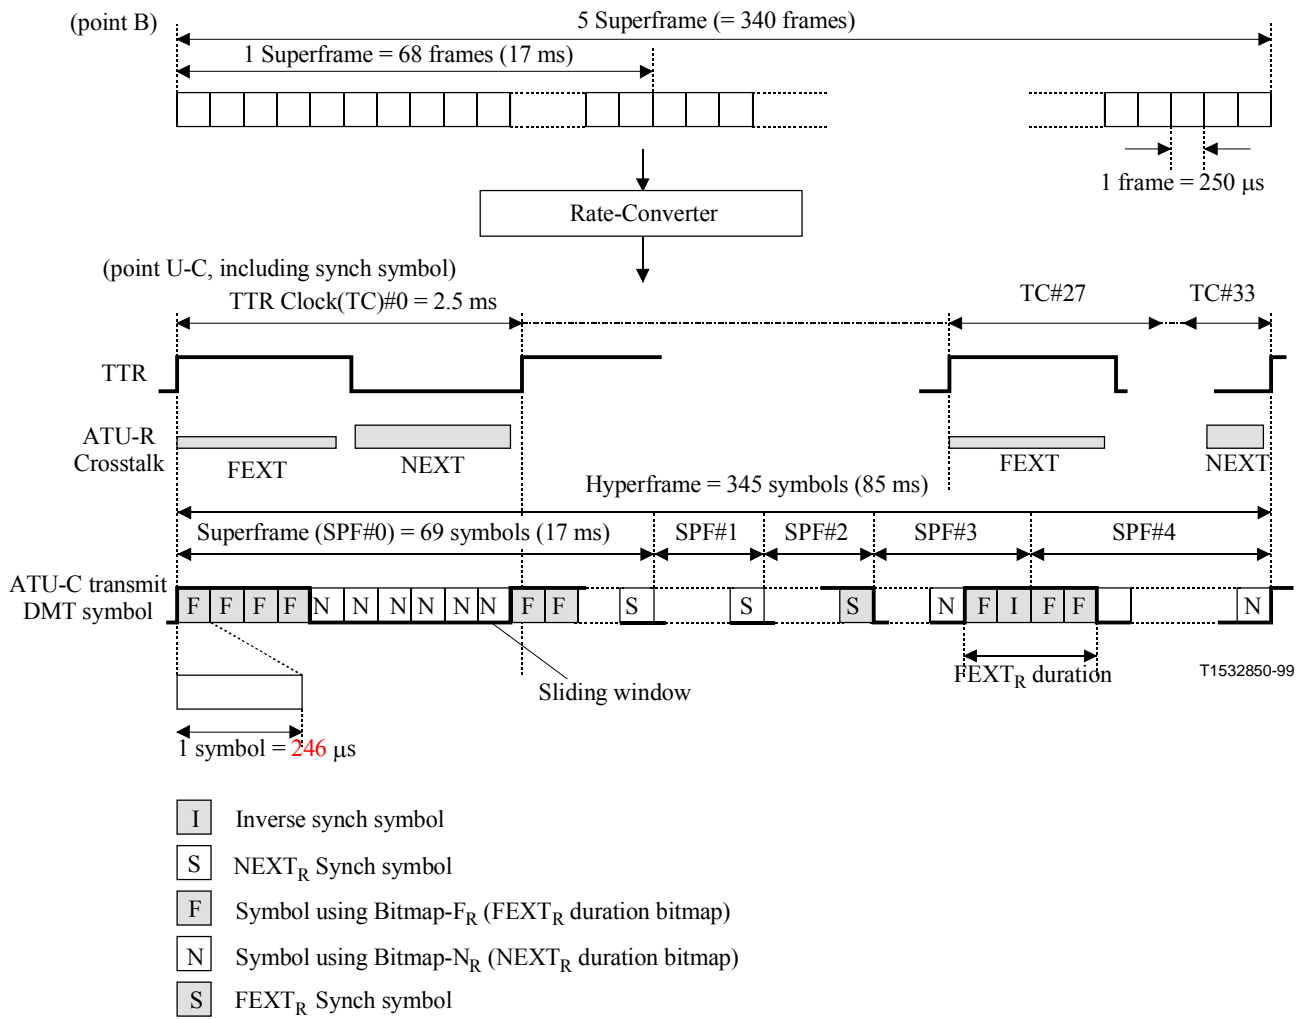 (point B)
5 Superframe (= 340 frames)
1 Superframe = 68 frames (17 ms)
1 frame = 250 μs
Rate-Converter
(point U-C, including synch symbol)
TTR Clock(TC)#0 = 2.5 ms
TC#27
TC#33
TTR
ATU-R
Crosstalk
FEXT
NEXT
FEXT
NEXT
Hyperframe = 345 symbols (85 ms)
Superframe (SPF#0) = 69 symbols (17 ms)
SPF#1
SPF#2
SPF#3
SPF#4
ATU-C transmit
DMT symbol
F F F F N N N N N N F F S S S N F I F F N
Sliding window
FEXTR duration
T1532850-99
1 symbol = 246 μs
I Inverse synch symbol
S NEXTR Synch symbol
F Symbol using Bitmap-FR (FEXTR duration bitmap)
N Symbol using Bitmap-NR (NEXTR duration bitmap)
S FEXTR Synch symbol